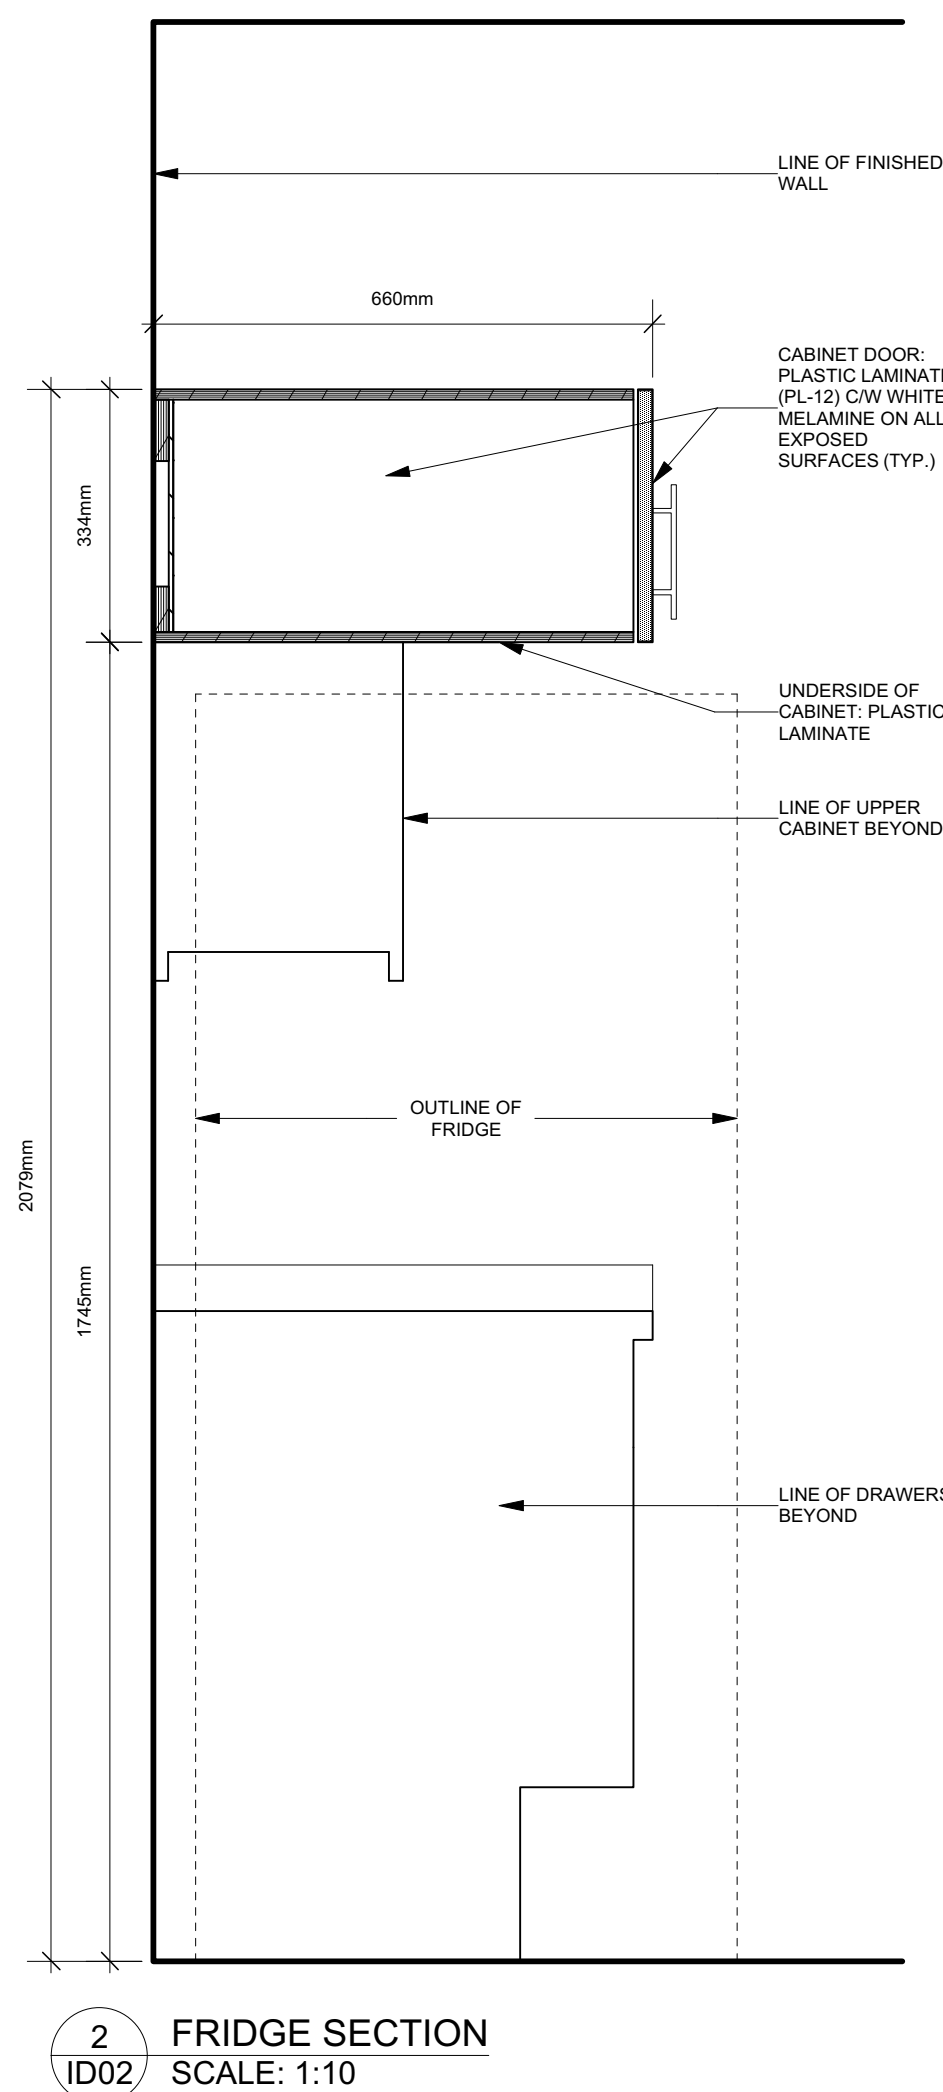 LINE OF FINISHED
WALL
660mm
CABINET DOOR:
PLASTIC LAMINATE
(PL-12) C/W WHITE
MELAMINE ON ALL
EXPOSED
SURFACES (TYP.)
334mm
UNDERSIDE OF
CABINET: PLASTIC
LAMINATE
LINE OF UPPER
CABINET BEYOND
OUTLINE OF
FRIDGE
2079mm
1745mm
LINE OF DRAWERS
BEYOND
2
ID02
FRIDGE SECTION
SCALE: 1:10